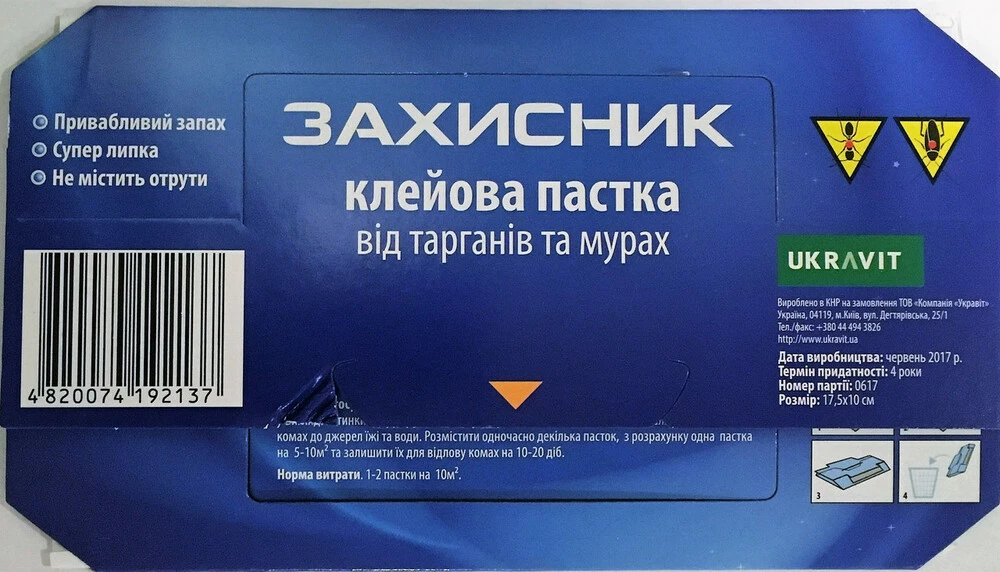 Привабливий запах
Супер липка
Не містить отрути
ЗАХИСНИК
клейова пастка
від тарганів та мурах
UKRAVIT
Вироблено в КНР на замовлення ТОВ «Компанія «Укравіт»
Україна, 04119, м.Київ, вул. Дегтярівська, 25/1
Тел./факс: +380 44 494 3826
http://www.ukravit.ua
Дата виробництва: червень 2017 р.
Термін придатності: 4 роки
Номер партії: 0617
Розмір: 17,5х10 см
4 820074 192137
комах до джерел їжі та води. Розмістити одночасно декілька пасток, з розрахунку одна пастка
на 5-10м² та залишити їх для відлову комах на 10-20 діб.
Норма витрати. 1-2 пастки на 10м².
3
4